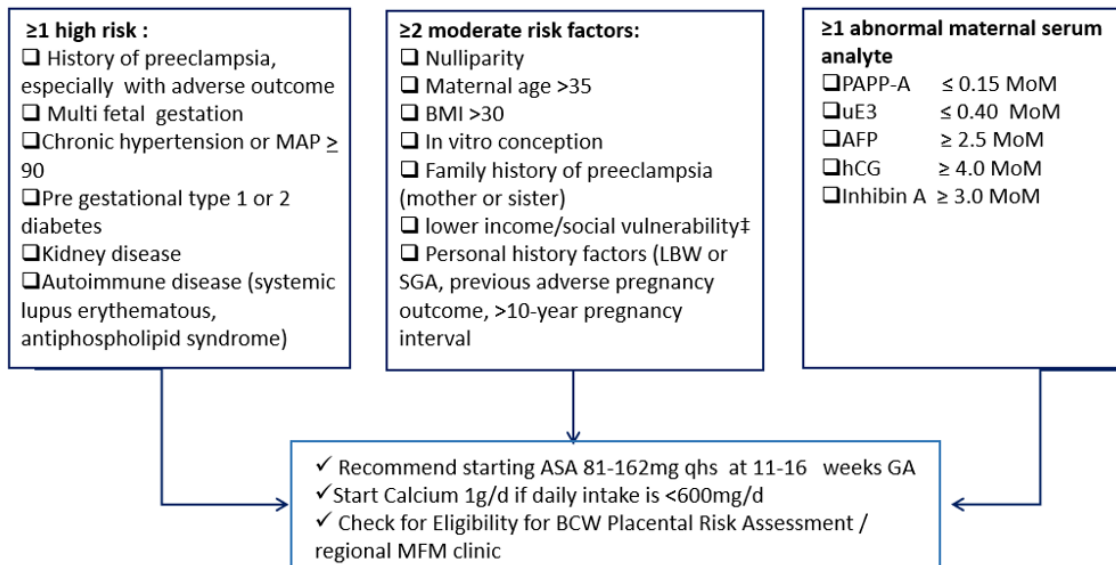 ≥1 high risk :
❑ History of preeclampsia,
especially with adverse outcome
❑ Multi fetal gestation
❑Chronic hypertension or MAP ≥
90
❑Pre gestational type 1 or 2
diabetes
❑Kidney disease
❑Autoimmune disease (systemic
lupus erythematous,
antiphospholipid syndrome)
≥2 moderate risk factors:
❑ Nulliparity
❑ Maternal age >35
❑ BMI >30
❑ In vitro conception
❑ Family history of preeclampsia
(mother or sister)
❑ lower income/social vulnerability‡
❑ Personal history factors (LBW or
SGA, previous adverse pregnancy
outcome, >10-year pregnancy
interval
≥1 abnormal maternal serum
analyte
❑PAPP-A ≤ 0.15 MoM
❑uE3 ≤ 0.40 MoM
❑AFP ≥ 2.5 MoM
❑hCG ≥ 4.0 MoM
❑Inhibin A ≥ 3.0 MoM
✓ Recommend starting ASA 81-162mg qhs at 11-16 weeks GA
✓Start Calcium 1g/d if daily intake is <600mg/d
✓ Check for Eligibility for BCW Placental Risk Assessment /
regional MFM clinic